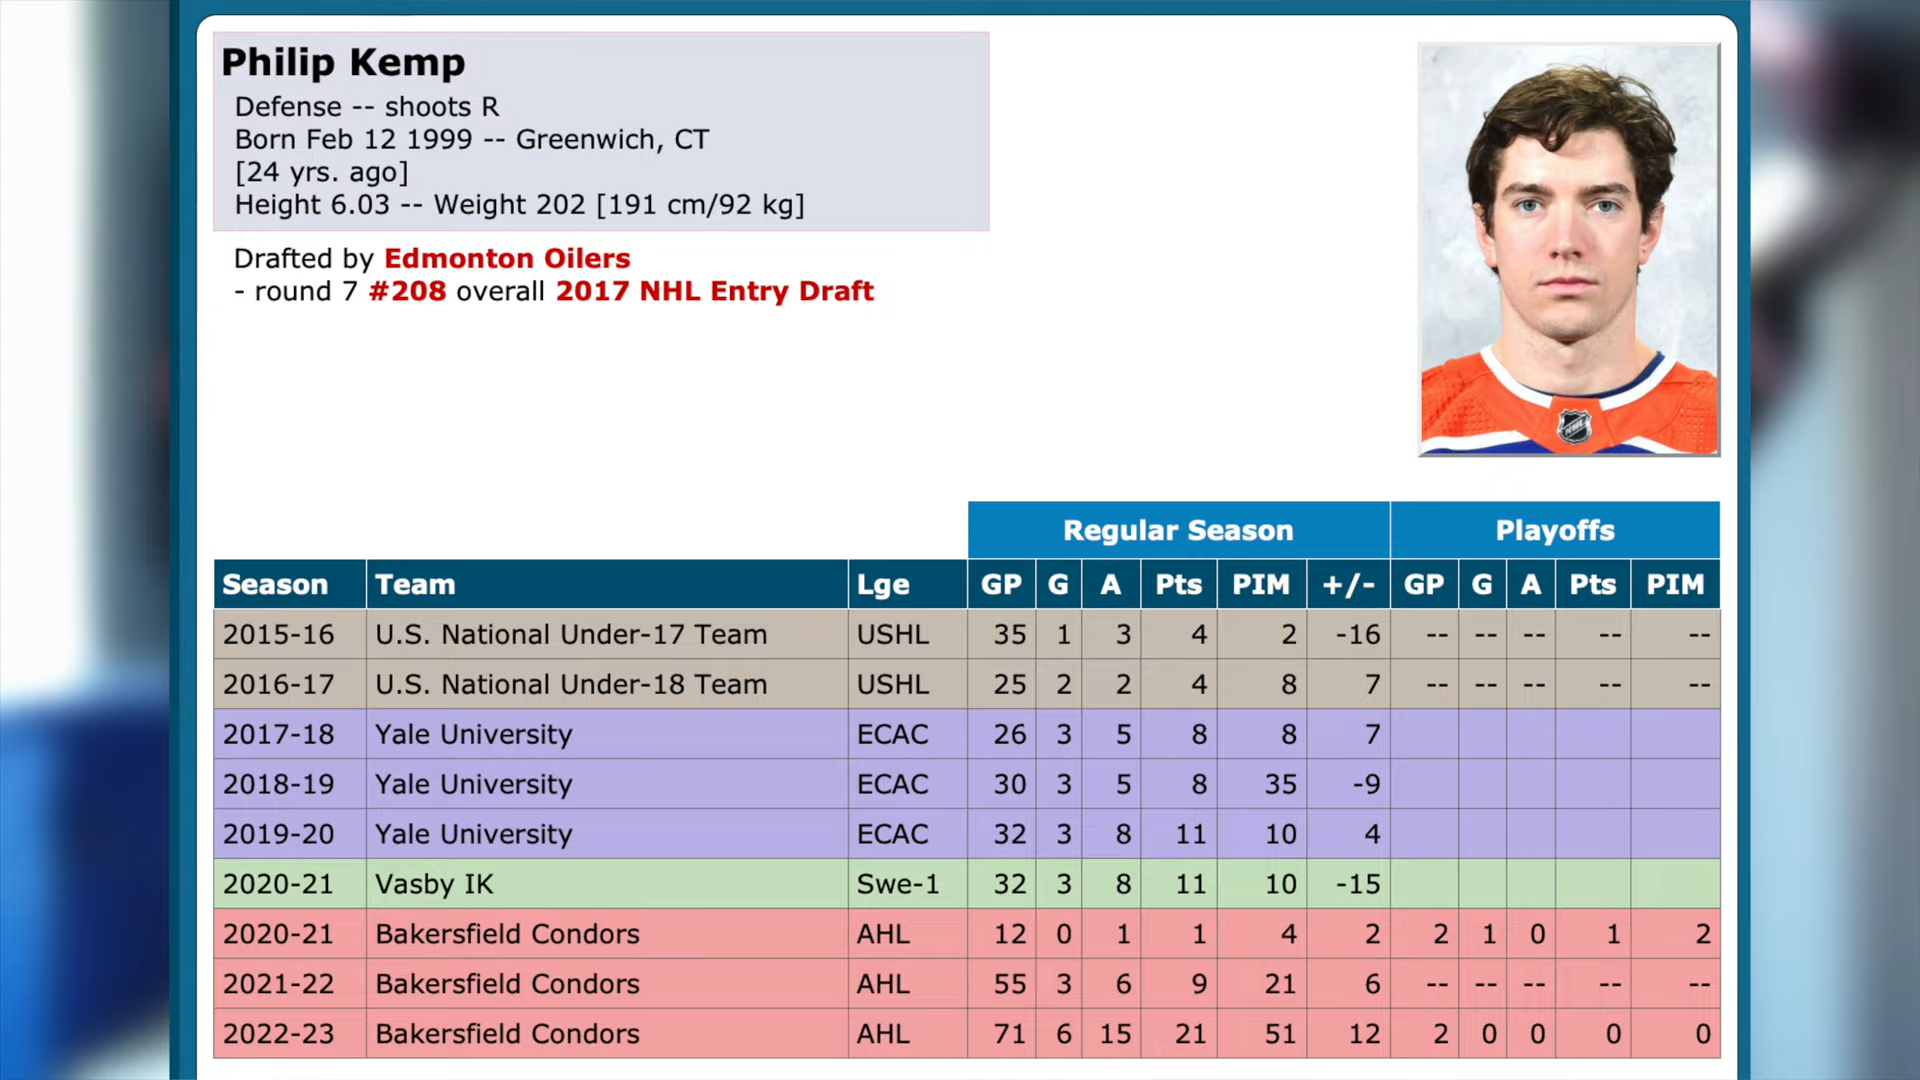 Philip Kemp
Defense -- shoots R
Born Feb 12 1999 -- Greenwich, CT
[24 yrs. ago]
Height 6.03 -- Weight 202 [191 cm/92 kg]
Drafted by Edmonton Oilers
- round 7 #208 overall 2017 NHL Entry Draft
NHL
Regular Season Playoffs
Season Team Lge GP G A Pts PIM +/- GP G A Pts PIM
2015-16 U.S. National Under-17 Team USHL 35 1 3 4 2 -16 -- -- -- -- --
2016-17 U.S. National Under-18 Team USHL 25 2 2 4 8 7 -- -- -- -- --
2017-18 Yale University ECAC 26 3 5 8 8 7
2018-19 Yale University ECAC 30 3 5 8 35 -9
2019-20 Yale University ECAC 32 3 8 11 10 4
2020-21 Vasby IK Swe-1 32 3 8 11 10 -15
2020-21 Bakersfield Condors AHL 12 0 1 1 4 2 2 1 0 1 2
2021-22 Bakersfield Condors AHL 55 3 6 9 21 6 -- -- -- -- --
2022-23 Bakersfield Condors AHL 71 6 15 21 51 12 2 0 0 0 0